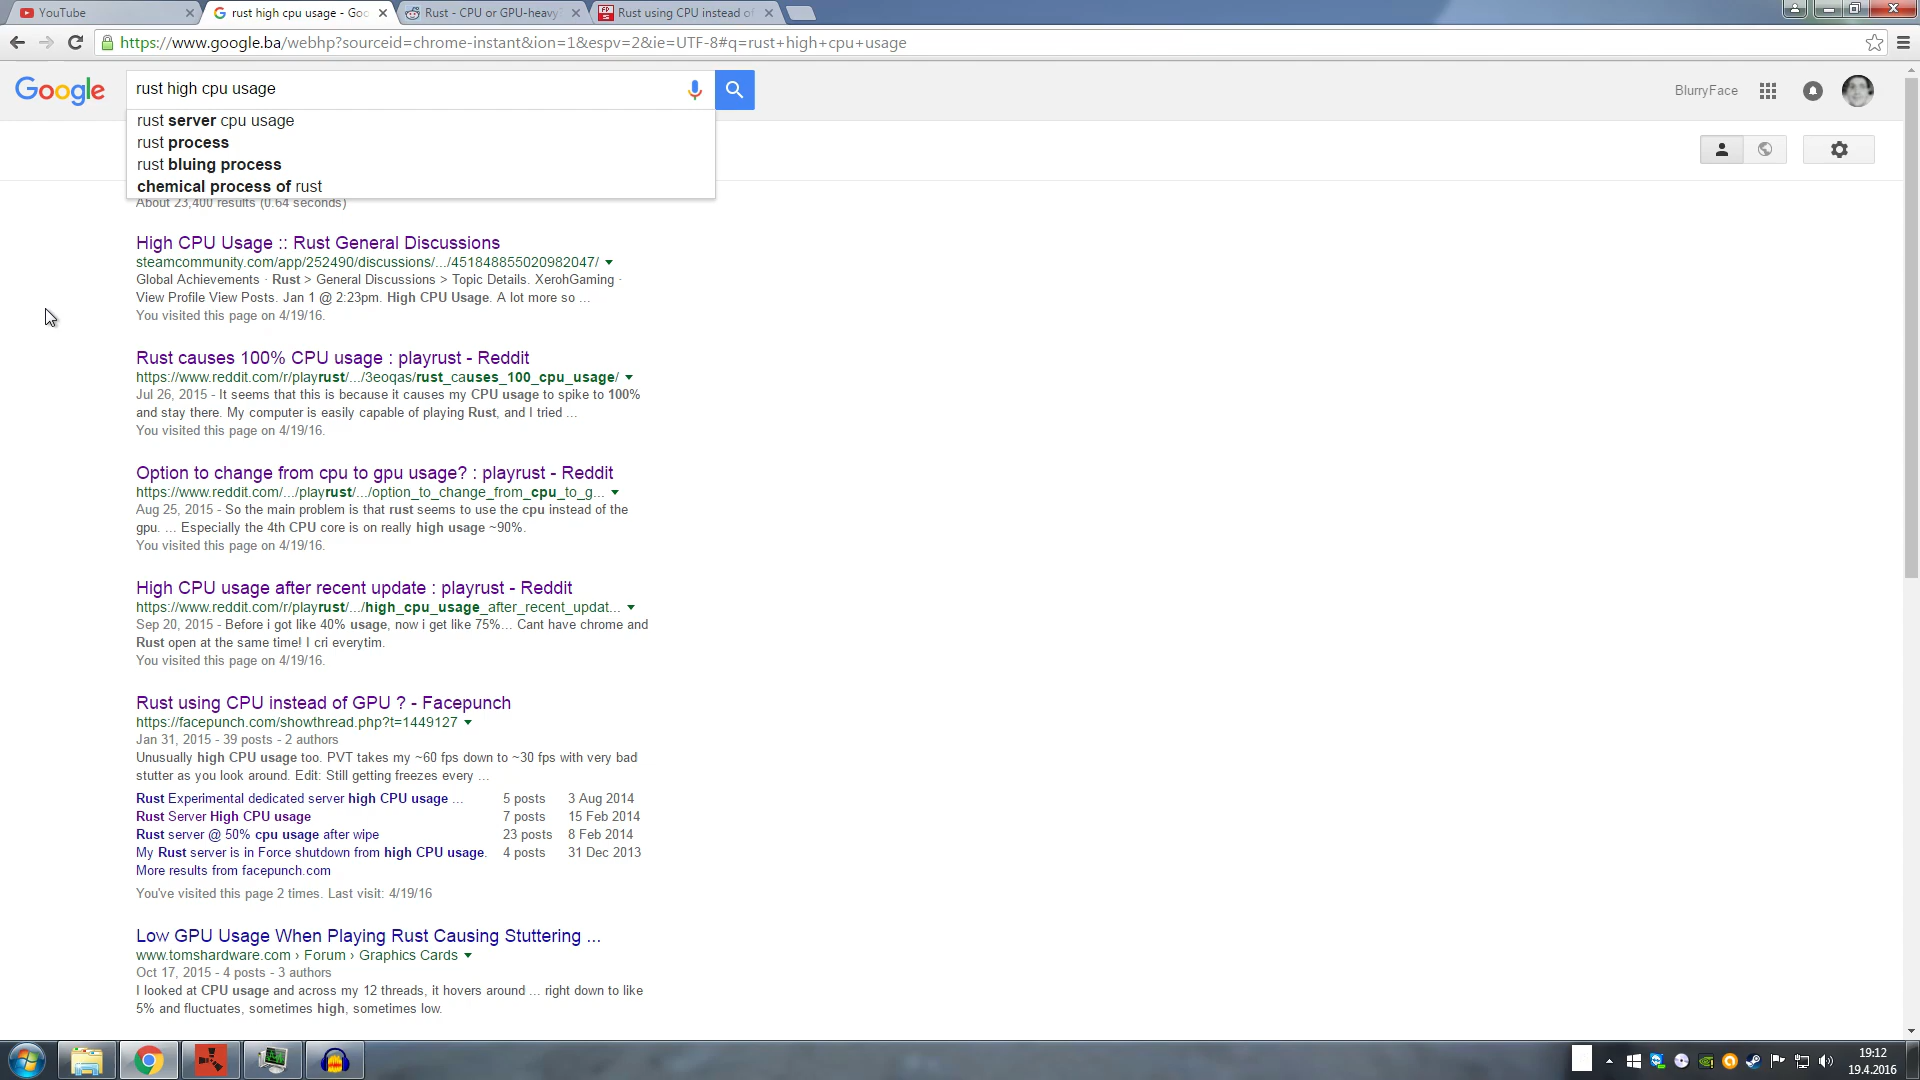 YouTube
rust high cpu usage - Goo
Rust - CPU or GPU-heavy?
Rust using CPU instead of
https://www.google.ba/webhp?sourceid=chrome-instant&ion=1&espv=2&ie=UTF-8#q=rust+high+cpu+usage
Google
rust high cpu usage
BlurryFace
rust server cpu usage
rust process
rust bluing process
chemical process of rust
About 23,400 results (0.64 seconds)
High CPU Usage :: Rust General Discussions
steamcommunity.com/app/252490/discussions/.../451848855020982047/
Global Achievements · Rust > General Discussions > Topic Details. XerohGaming ·
View Profile View Posts. Jan 1 @ 2:23pm. High CPU Usage. A lot more so ...
You visited this page on 4/19/16.
Rust causes 100% CPU usage : playrust - Reddit
https://www.reddit.com/r/playrust/.../3eoqas/rust_causes_100_cpu_usage/
Jul 26, 2015 - It seems that this is because it causes my CPU usage to spike to 100%
and stay there. My computer is easily capable of playing Rust, and I tried ...
You visited this page on 4/19/16.
Option to change from cpu to gpu usage? : playrust - Reddit
https://www.reddit.com/.../playrust/.../option_to_change_from_cpu_to_g...
Aug 25, 2015 - So the main problem is that rust seems to use the cpu instead of the
gpu. ... Especially the 4th CPU core is on really high usage ~90%.
You visited this page on 4/19/16.
High CPU usage after recent update : playrust - Reddit
https://www.reddit.com/r/playrust/.../high_cpu_usage_after_recent_updat...
Sep 20, 2015 - Before i got like 40% usage, now i get like 75%... Cant have chrome and
Rust open at the same time! I cri everytim.
You visited this page on 4/19/16.
Rust using CPU instead of GPU ? - Facepunch
https://facepunch.com/showthread.php?t=1449127
Jan 31, 2015 - 39 posts - 2 authors
Unusually high CPU usage too. PVT takes my ~60 fps down to ~30 fps with very bad
stutter as you look around. Edit: Still getting freezes every ...
Rust Experimental dedicated server high CPU usage ... 5 posts 3 Aug 2014
Rust Server High CPU usage 7 posts 15 Feb 2014
Rust server @ 50% cpu usage after wipe 23 posts 8 Feb 2014
My Rust server is in Force shutdown from high CPU usage. 4 posts 31 Dec 2013
More results from facepunch.com
You've visited this page 2 times. Last visit: 4/19/16
Low GPU Usage When Playing Rust Causing Stuttering ...
www.tomshardware.com › Forum › Graphics Cards
Oct 17, 2015 - 4 posts - 3 authors
I looked at CPU usage and across my 12 threads, it hovers around ... right down to like
5% and fluctuates, sometimes high, sometimes low.
19:12
19.4.2016